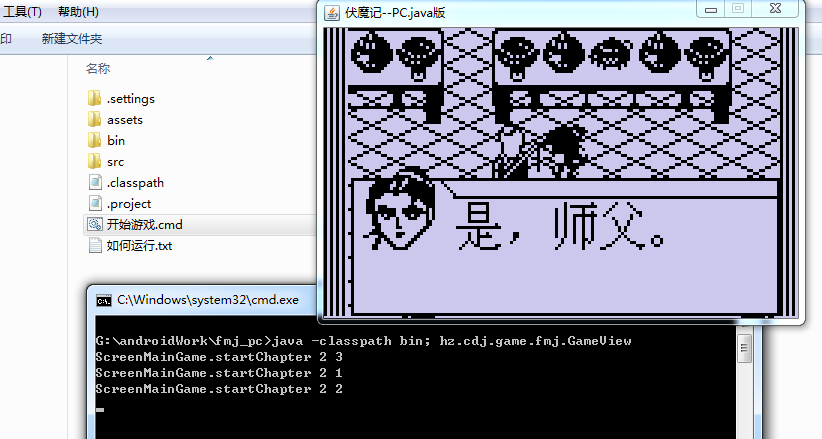 工具(T) 帮助(H)
印 新建文件夹
名称
.settings
assets
bin
src
.classpath
.project
开始游戏.cmd
如何运行.txt
伏魔记--PC.java版
是，师父。
C:\Windows\system32\cmd.exe
G:\androidWork\fmj_pc>java -classpath bin; hz.cdj.game.fmj.GameView
ScreenMainGame.startChapter 2 3
ScreenMainGame.startChapter 2 1
ScreenMainGame.startChapter 2 2